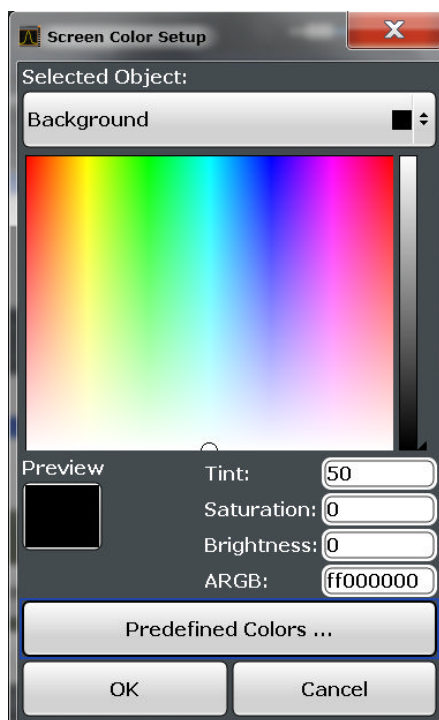 Screen Color Setup
Selected Object:
Background
Preview
Tint: 50
Saturation: 0
Brightness: 0
ARGB: ff000000
Predefined Colors ...
OK Cancel